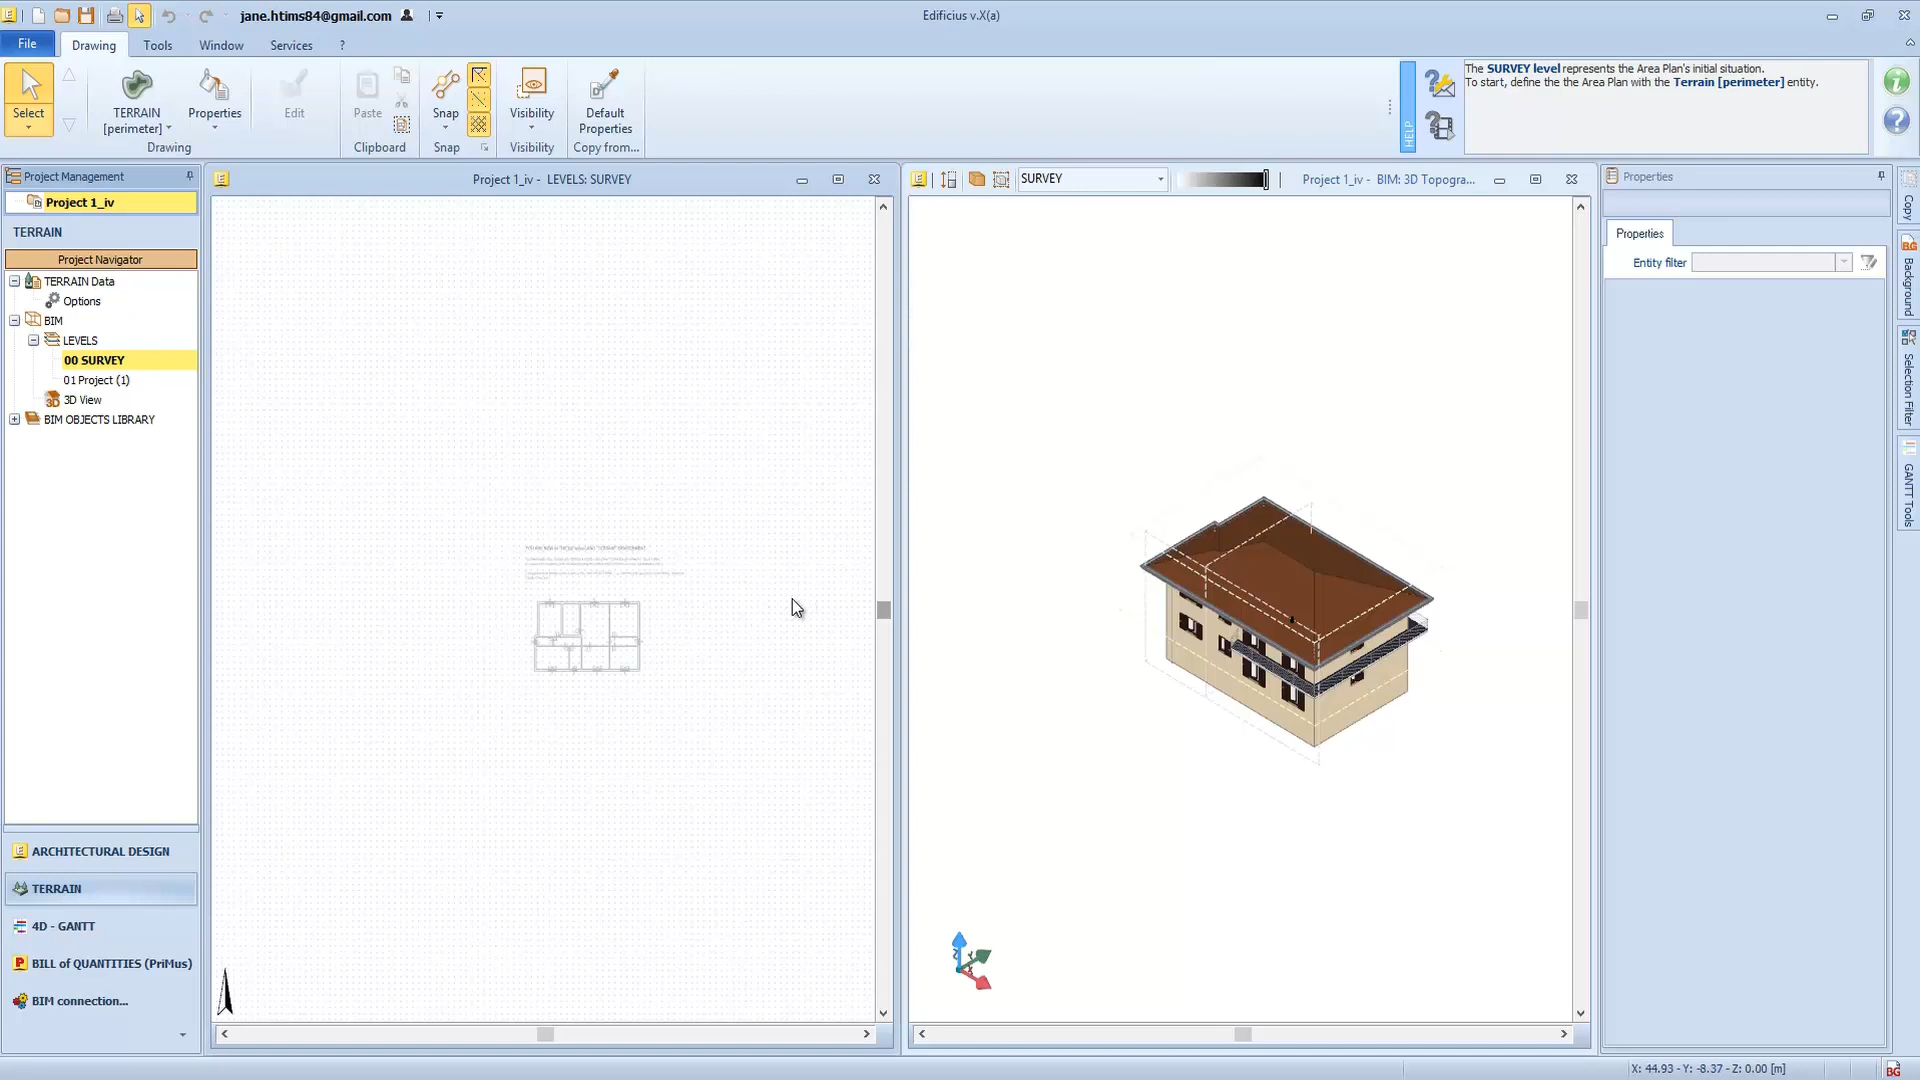 jane.htims84@gmail.com
Edificius v.X(a)
File
Drawing
Tools
Window
Services
?
Select
TERRAIN
[perimeter]
Properties
Edit
Paste
Snap
Visibility
Default
Properties
Drawing
Clipboard
Snap
Visibility
Copy from...
HELP
The SURVEY level represents the Area Plan's initial situation.
To start, define the the Area Plan with the Terrain [perimeter] entity.
Project Management
Project 1_iv
TERRAIN
Project Navigator
TERRAIN Data
Options
BIM
LEVELS
00 SURVEY
01 Project (1)
3D View
BIM OBJECTS LIBRARY
ARCHITECTURAL DESIGN
TERRAIN
4D - GANTT
BILL of QUANTITIES (PriMus)
BIM connection...
Project 1_iv - LEVELS: SURVEY
SURVEY
Project 1_iv - BIM: 3D Topogra...
Properties
Properties
Entity filter
Copy
Background
Selection Filter
GANTT Tools
X: 44.93 - Y: -8.37 - Z: 0.00 [m]
BG